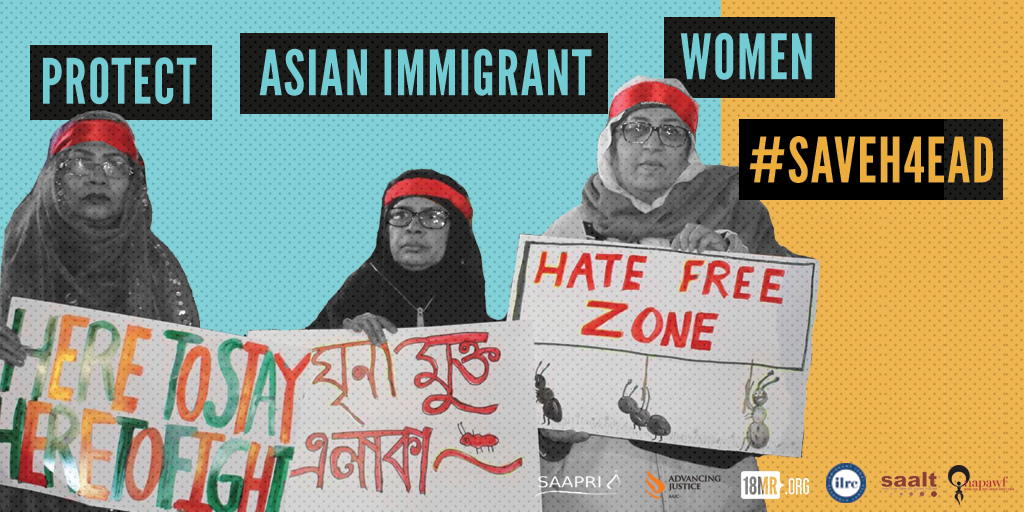 PROTECT
ASIAN IMMIGRANT
WOMEN
#SAVEH4EAD
HERE TO STAY
HERE TO FIGHT
ঘৃনা মুক্ত
এলাকা
HATE FREE
ZONE
SAAPRI
ADVANCING
JUSTICE
AAJC
18MR.ORG
ilrc
saalt
napawf